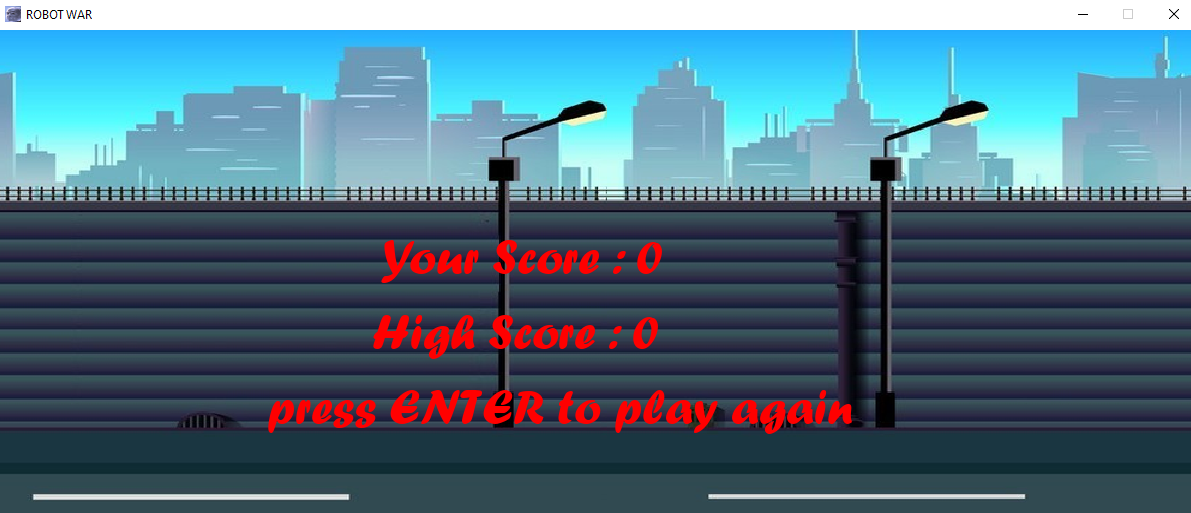 ROBOT WAR
Your Score : 0
High Score : 0
press ENTER to play again